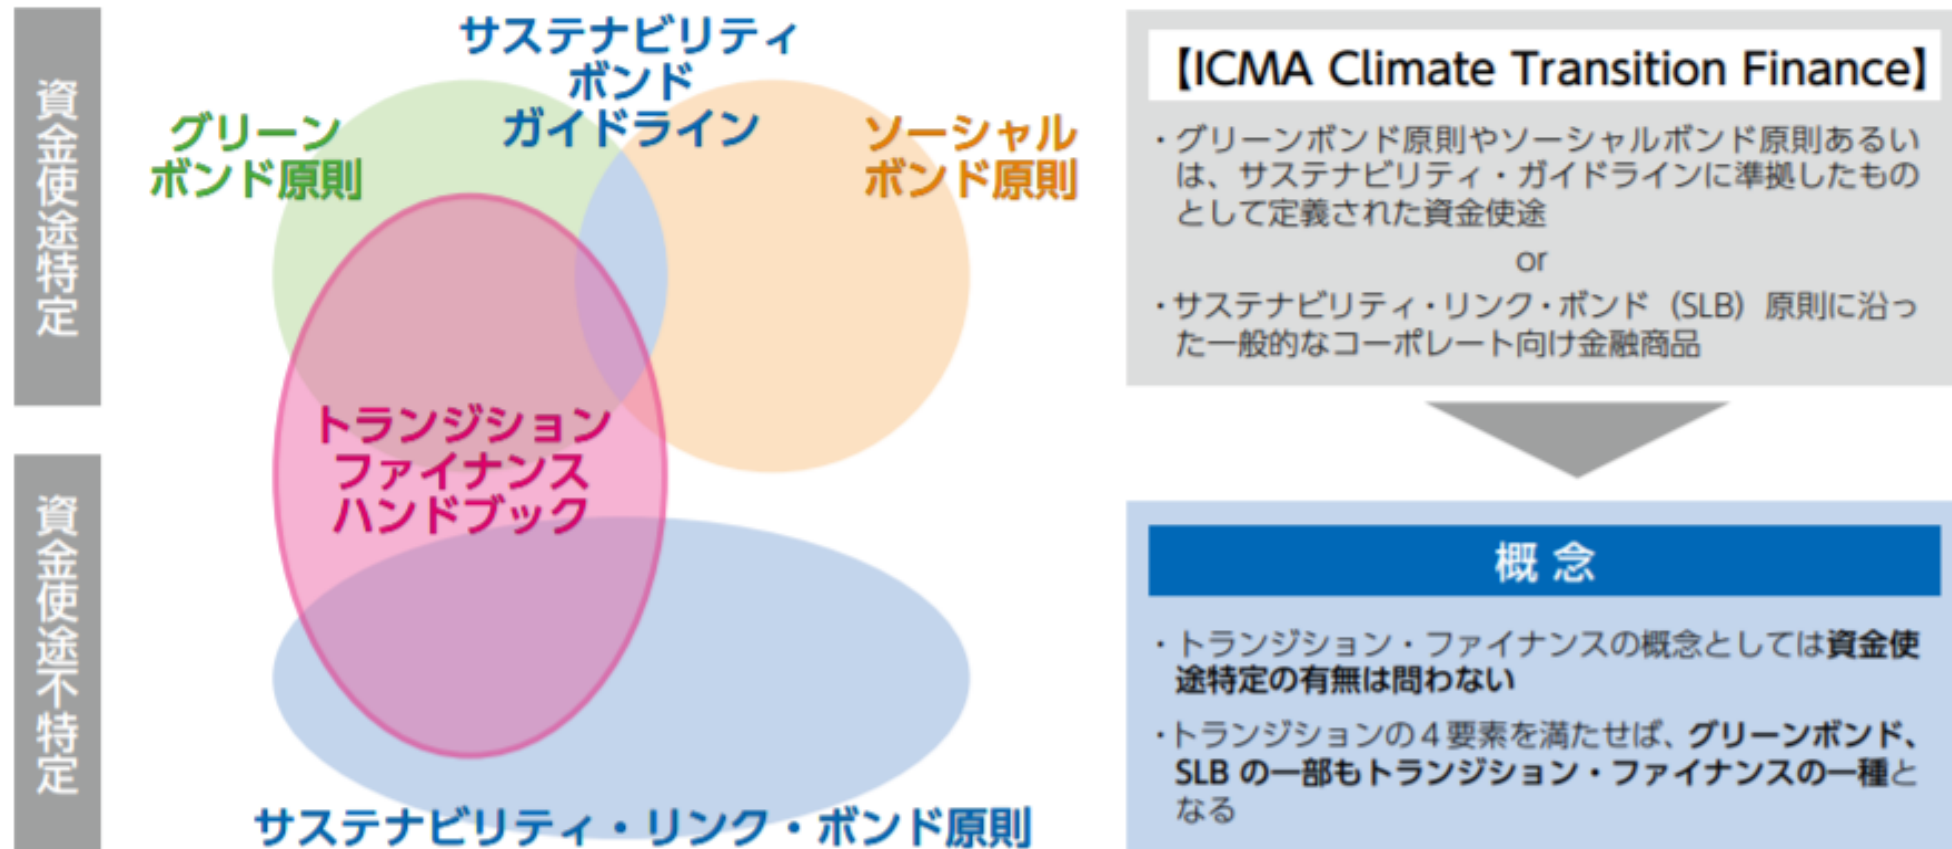 資金使途特定
サステナビリティ
ボンド
ガイドライン
グリーン
ボンド原則
ソーシャル
ボンド原則
トランジション
ファイナンス
ハンドブック
資金使途不特定
サステナビリティ・リンク・ボンド原則
【ICMA Climate Transition Finance】
・グリーンボンド原則やソーシャルボンド原則あるい
は、サステナビリティ・ガイドラインに準拠したもの
として定義された資金使途
or
・サステナビリティ・リンク・ボンド（SLB）原則に沿っ
た一般的なコーポレート向け金融商品
概 念
・トランジション・ファイナンスの概念としては資金使
途特定の有無は問わない
・トランジションの４要素を満たせば、グリーンボンド、
SLB の一部もトランジション・ファイナンスの一種と
なる